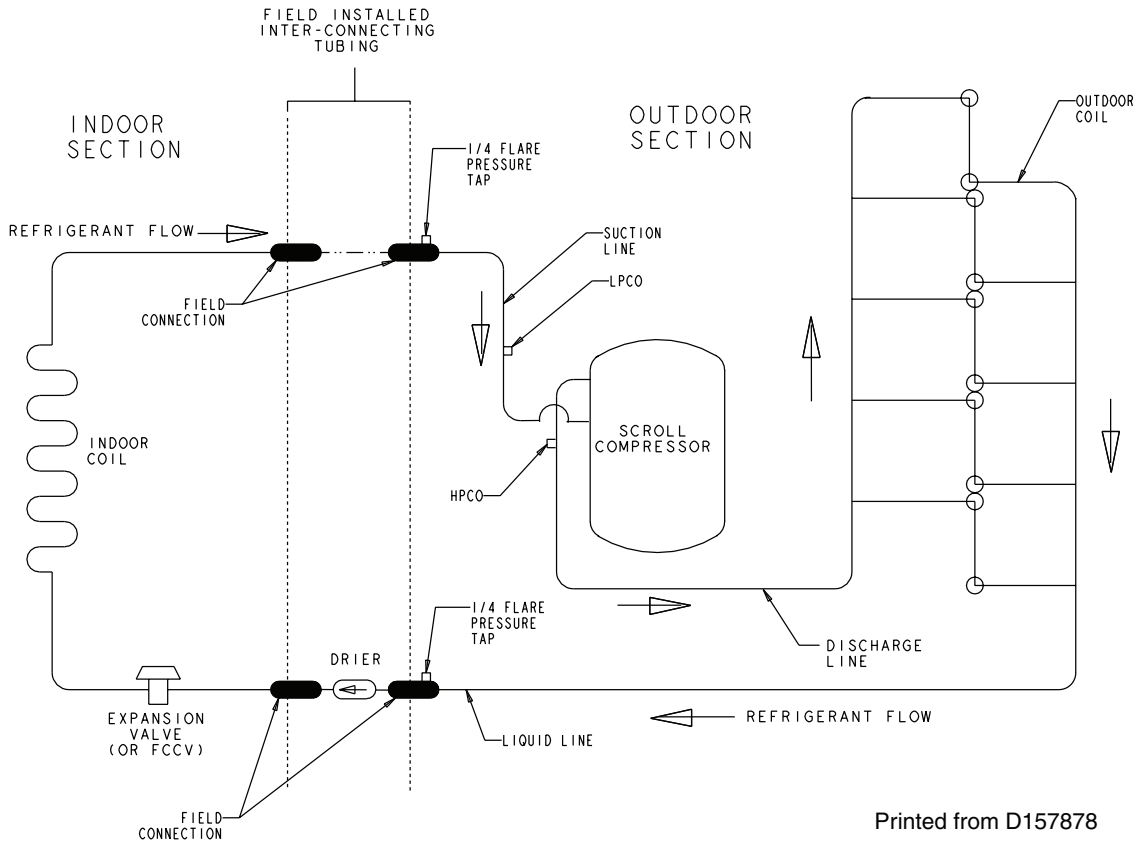 FIELD INSTALLED
INTER-CONNECTING
TUBING
INDOOR
SECTION
OUTDOOR
SECTION
OUTDOOR
COIL
1/4 FLARE
PRESSURE
TAP
REFRIGERANT FLOW
SUCTION
LINE
LPCO
FIELD
CONNECTION
INDOOR
COIL
SCROLL
COMPRESSOR
HPCO
1/4 FLARE
PRESSURE
TAP
DRIER
DISCHARGE
LINE
EXPANSION
VALVE
(OR FCCV)
LIQUID LINE
REFRIGERANT FLOW
FIELD
CONNECTION
Printed from D157878